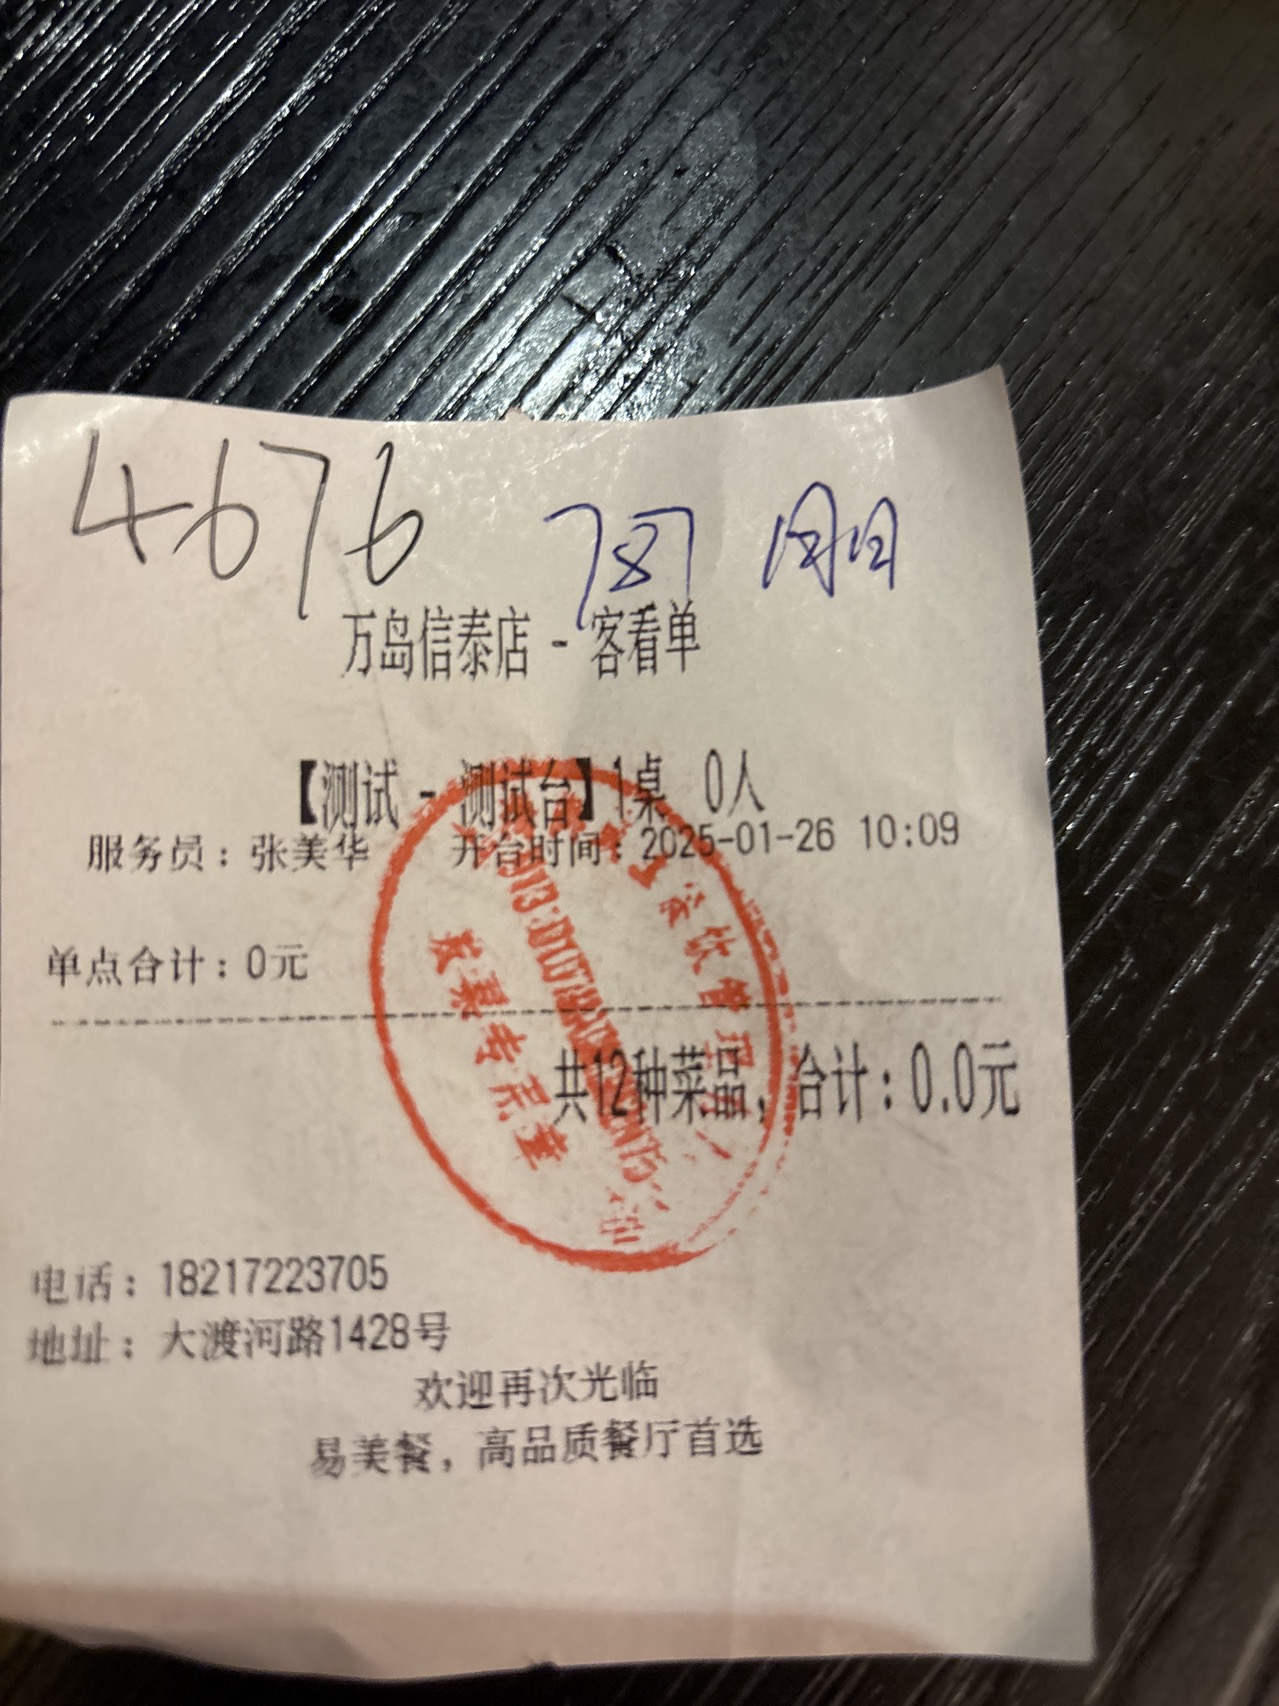 4676
787
万岛信泰店 - 客看单
【测试 - 测试台】1桌 0人
服务员：张美华 开台时间：2025-01-26 10:09
单点合计：0元
共12种菜品，合计：0.0元
电话：18217223705
地址：大渡河路1428号
欢迎再次光临
易美餐，高品质餐厅首选